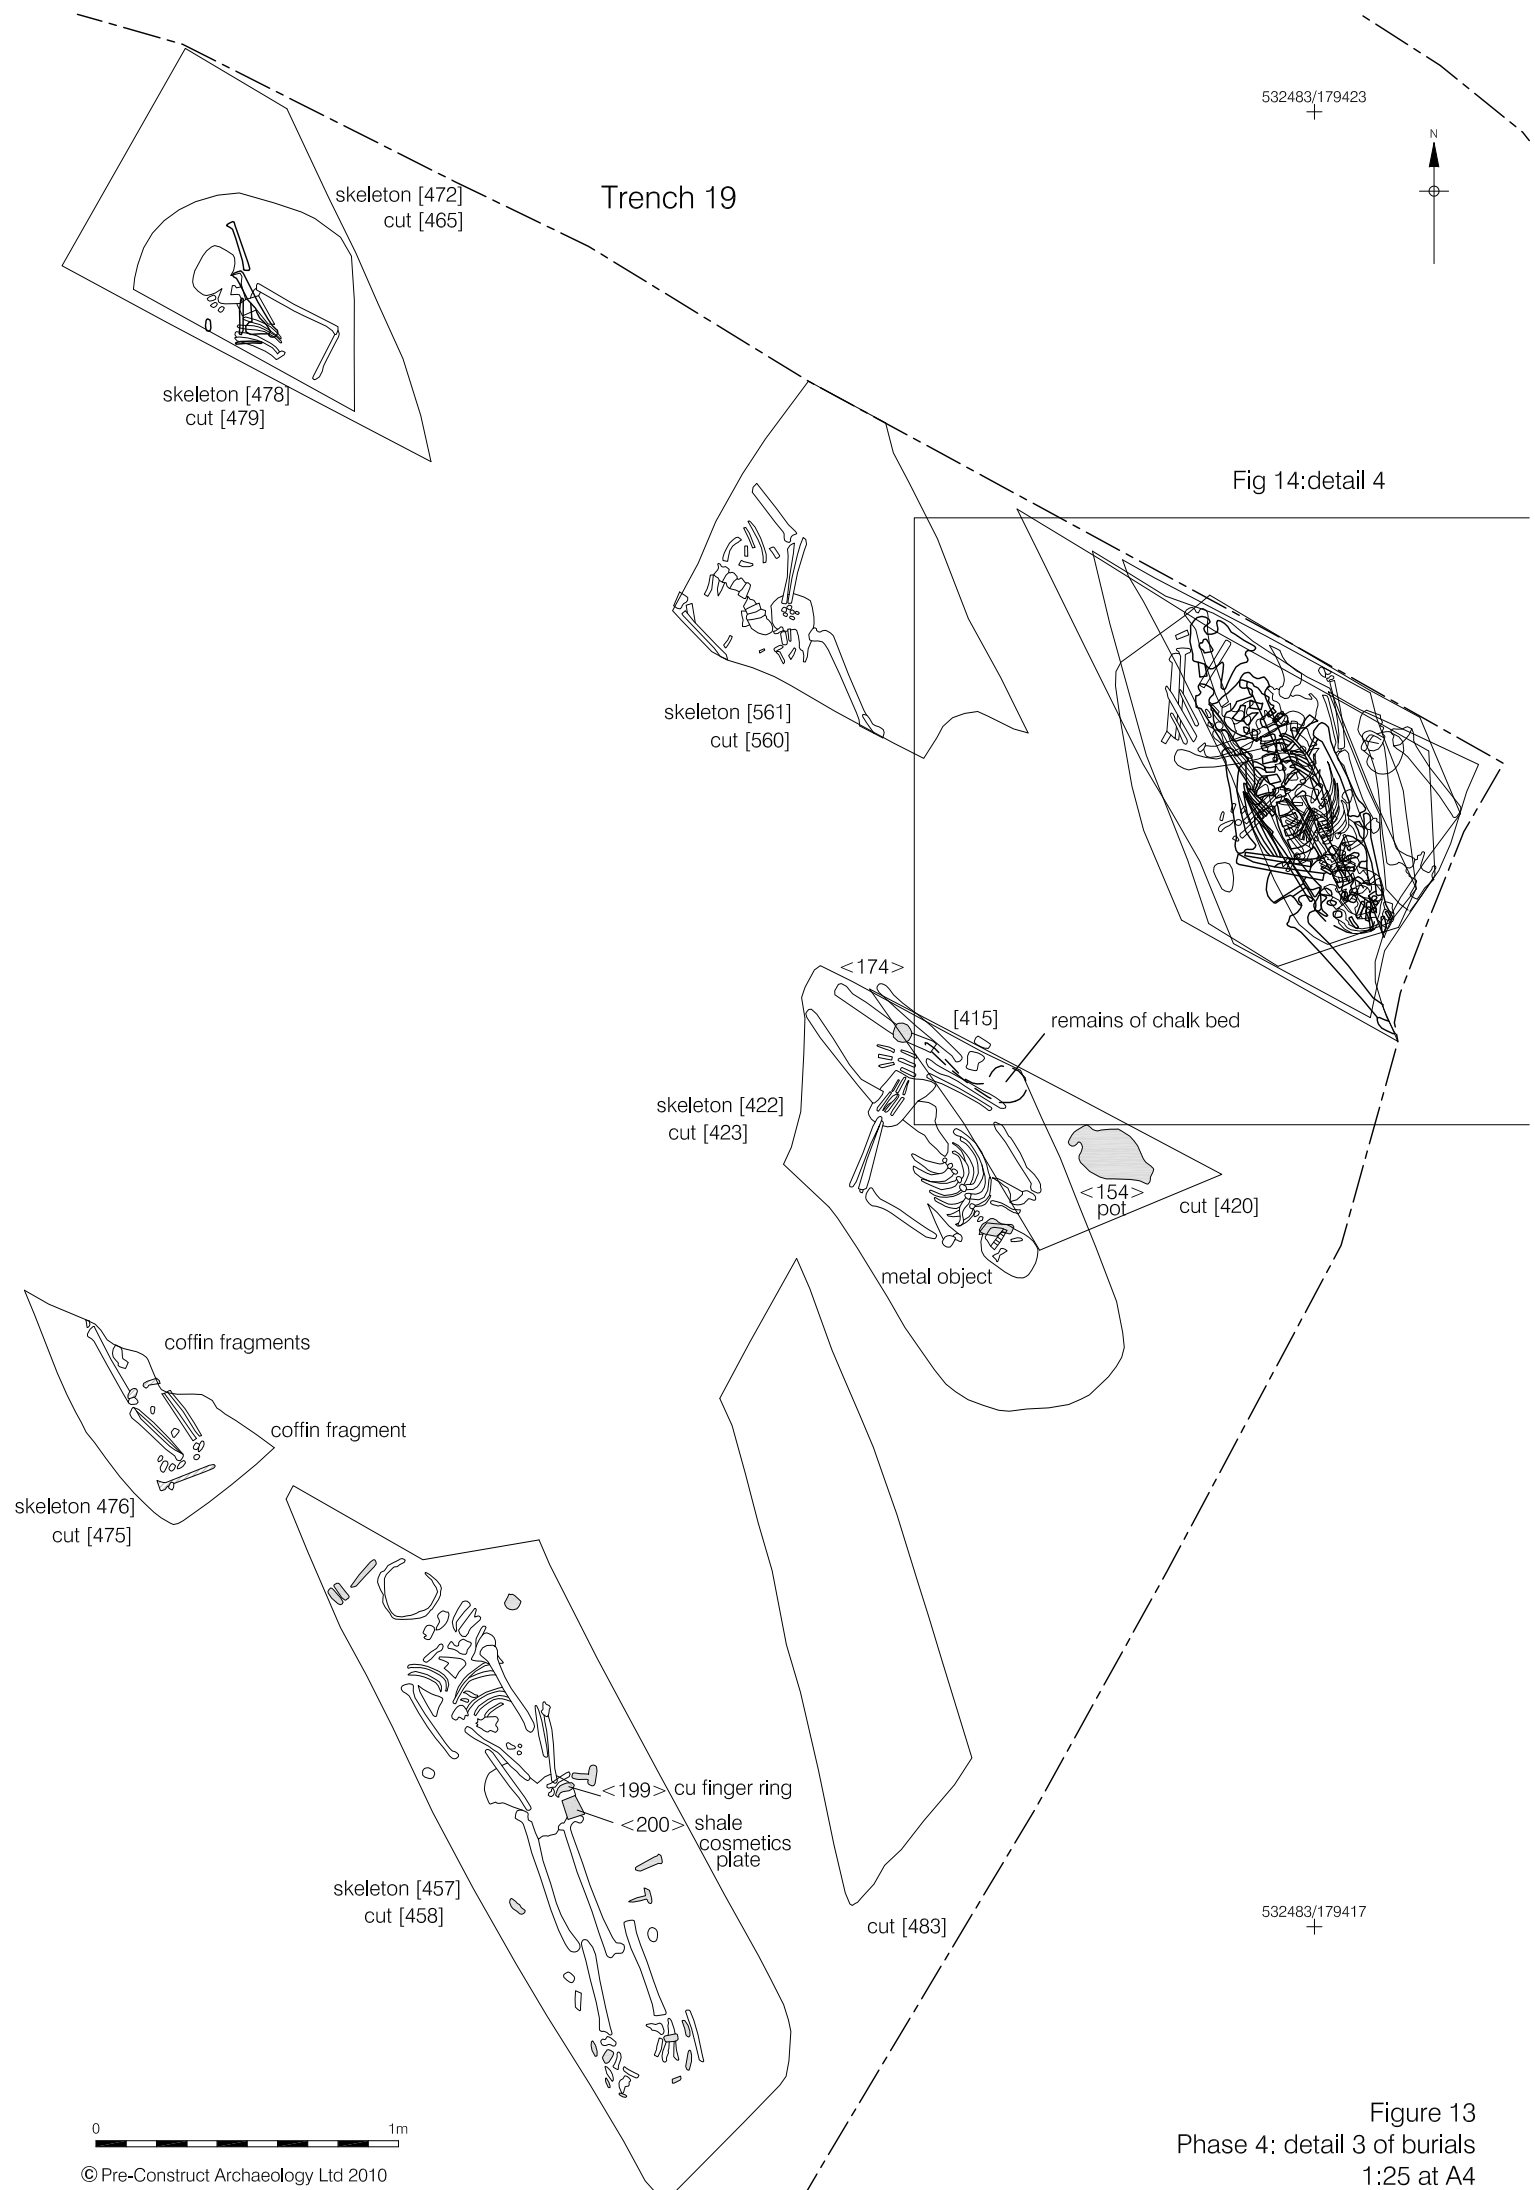 532483/179423
N
Trench 19
skeleton [472]
cut [465]
skeleton [478]
cut [479]
Fig 14:detail 4
skeleton [561]
cut [560]
<174>
[415]
remains of chalk bed
skeleton [422]
cut [423]
<154>
pot
cut [420]
metal object
coffin fragments
coffin fragment
skeleton 476]
cut [475]
<199> cu finger ring
<200> shale
cosmetics
plate
skeleton [457]
cut [458]
cut [483]
532483/179417
0 1m
© Pre-Construct Archaeology Ltd 2010
Figure 13
Phase 4: detail 3 of burials
1:25 at A4